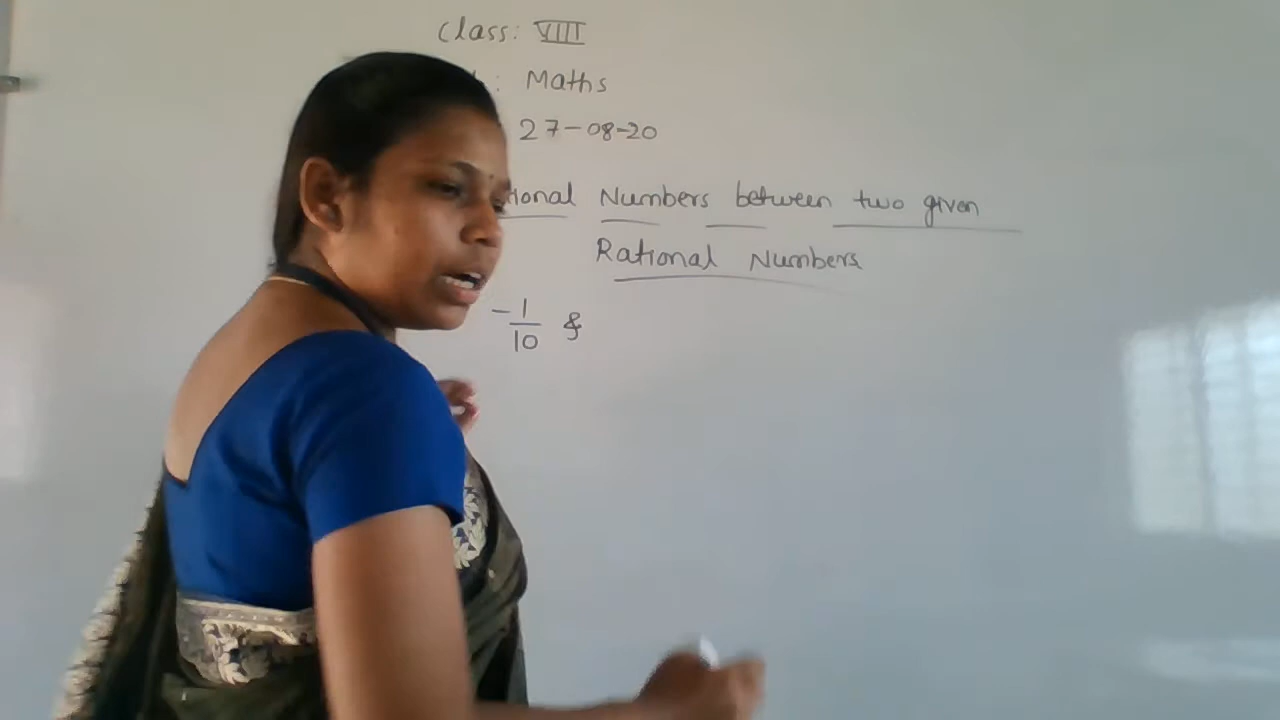 Class: VIII
: Maths
27-08-20
tional Numbers between two given
Rational Numbers
-1/10 &